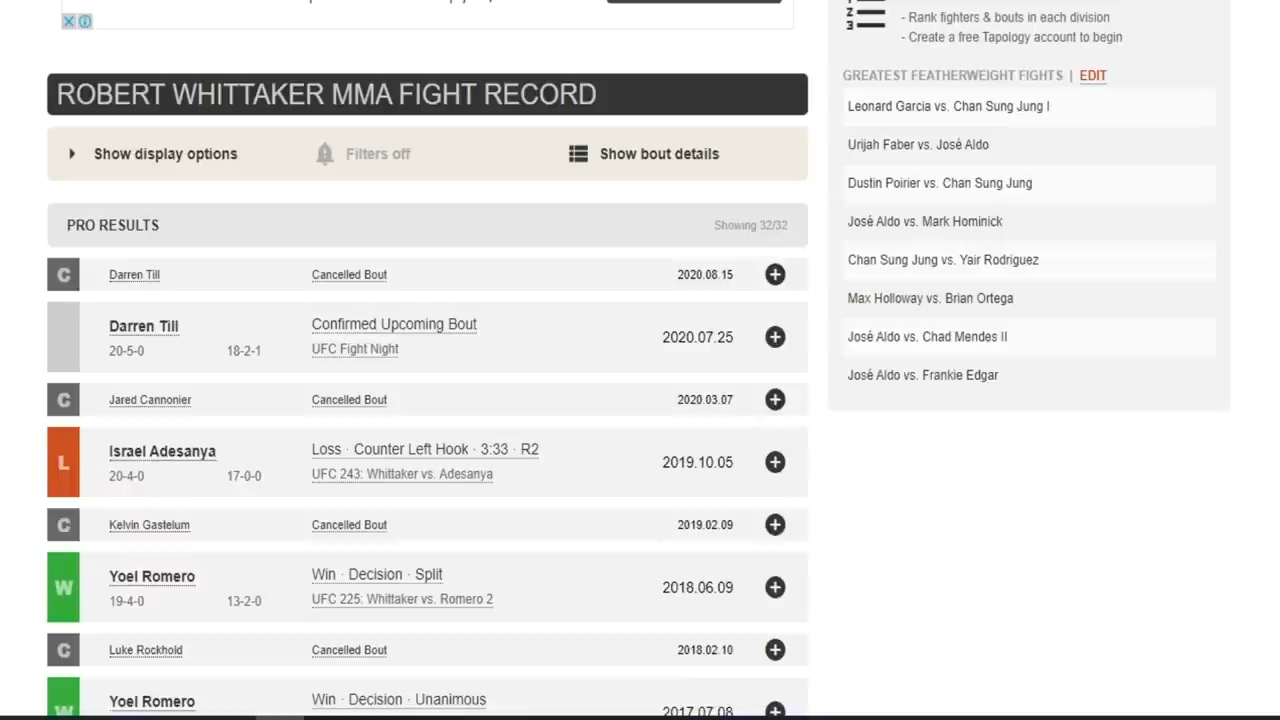 - Rank fighters & bouts in each division
- Create a free Tapology account to begin
GREATEST FEATHERWEIGHT FIGHTS | EDIT
Leonard Garcia vs. Chan Sung Jung I
Urijah Faber vs. José Aldo
Dustin Poirier vs. Chan Sung Jung
José Aldo vs. Mark Hominick
Chan Sung Jung vs. Yair Rodriguez
Max Holloway vs. Brian Ortega
José Aldo vs. Chad Mendes II
José Aldo vs. Frankie Edgar
ROBERT WHITTAKER MMA FIGHT RECORD
Show display options Filters off Show bout details
PRO RESULTS Showing 32/32
C Darren Till Cancelled Bout 2020.08.15
Darren Till Confirmed Upcoming Bout 2020.07.25
20-5-0 18-2-1 UFC Fight Night
C Jared Cannonier Cancelled Bout 2020.03.07
L Israel Adesanya Loss · Counter Left Hook · 3:33 · R2 2019.10.05
20-4-0 17-0-0 UFC 243: Whittaker vs. Adesanya
C Kelvin Gastelum Cancelled Bout 2019.02.09
W Yoel Romero Win · Decision · Split 2018.06.09
19-4-0 13-2-0 UFC 225: Whittaker vs. Romero 2
C Luke Rockhold Cancelled Bout 2018.02.10
W Yoel Romero Win · Decision · Unanimous 2017.07.08